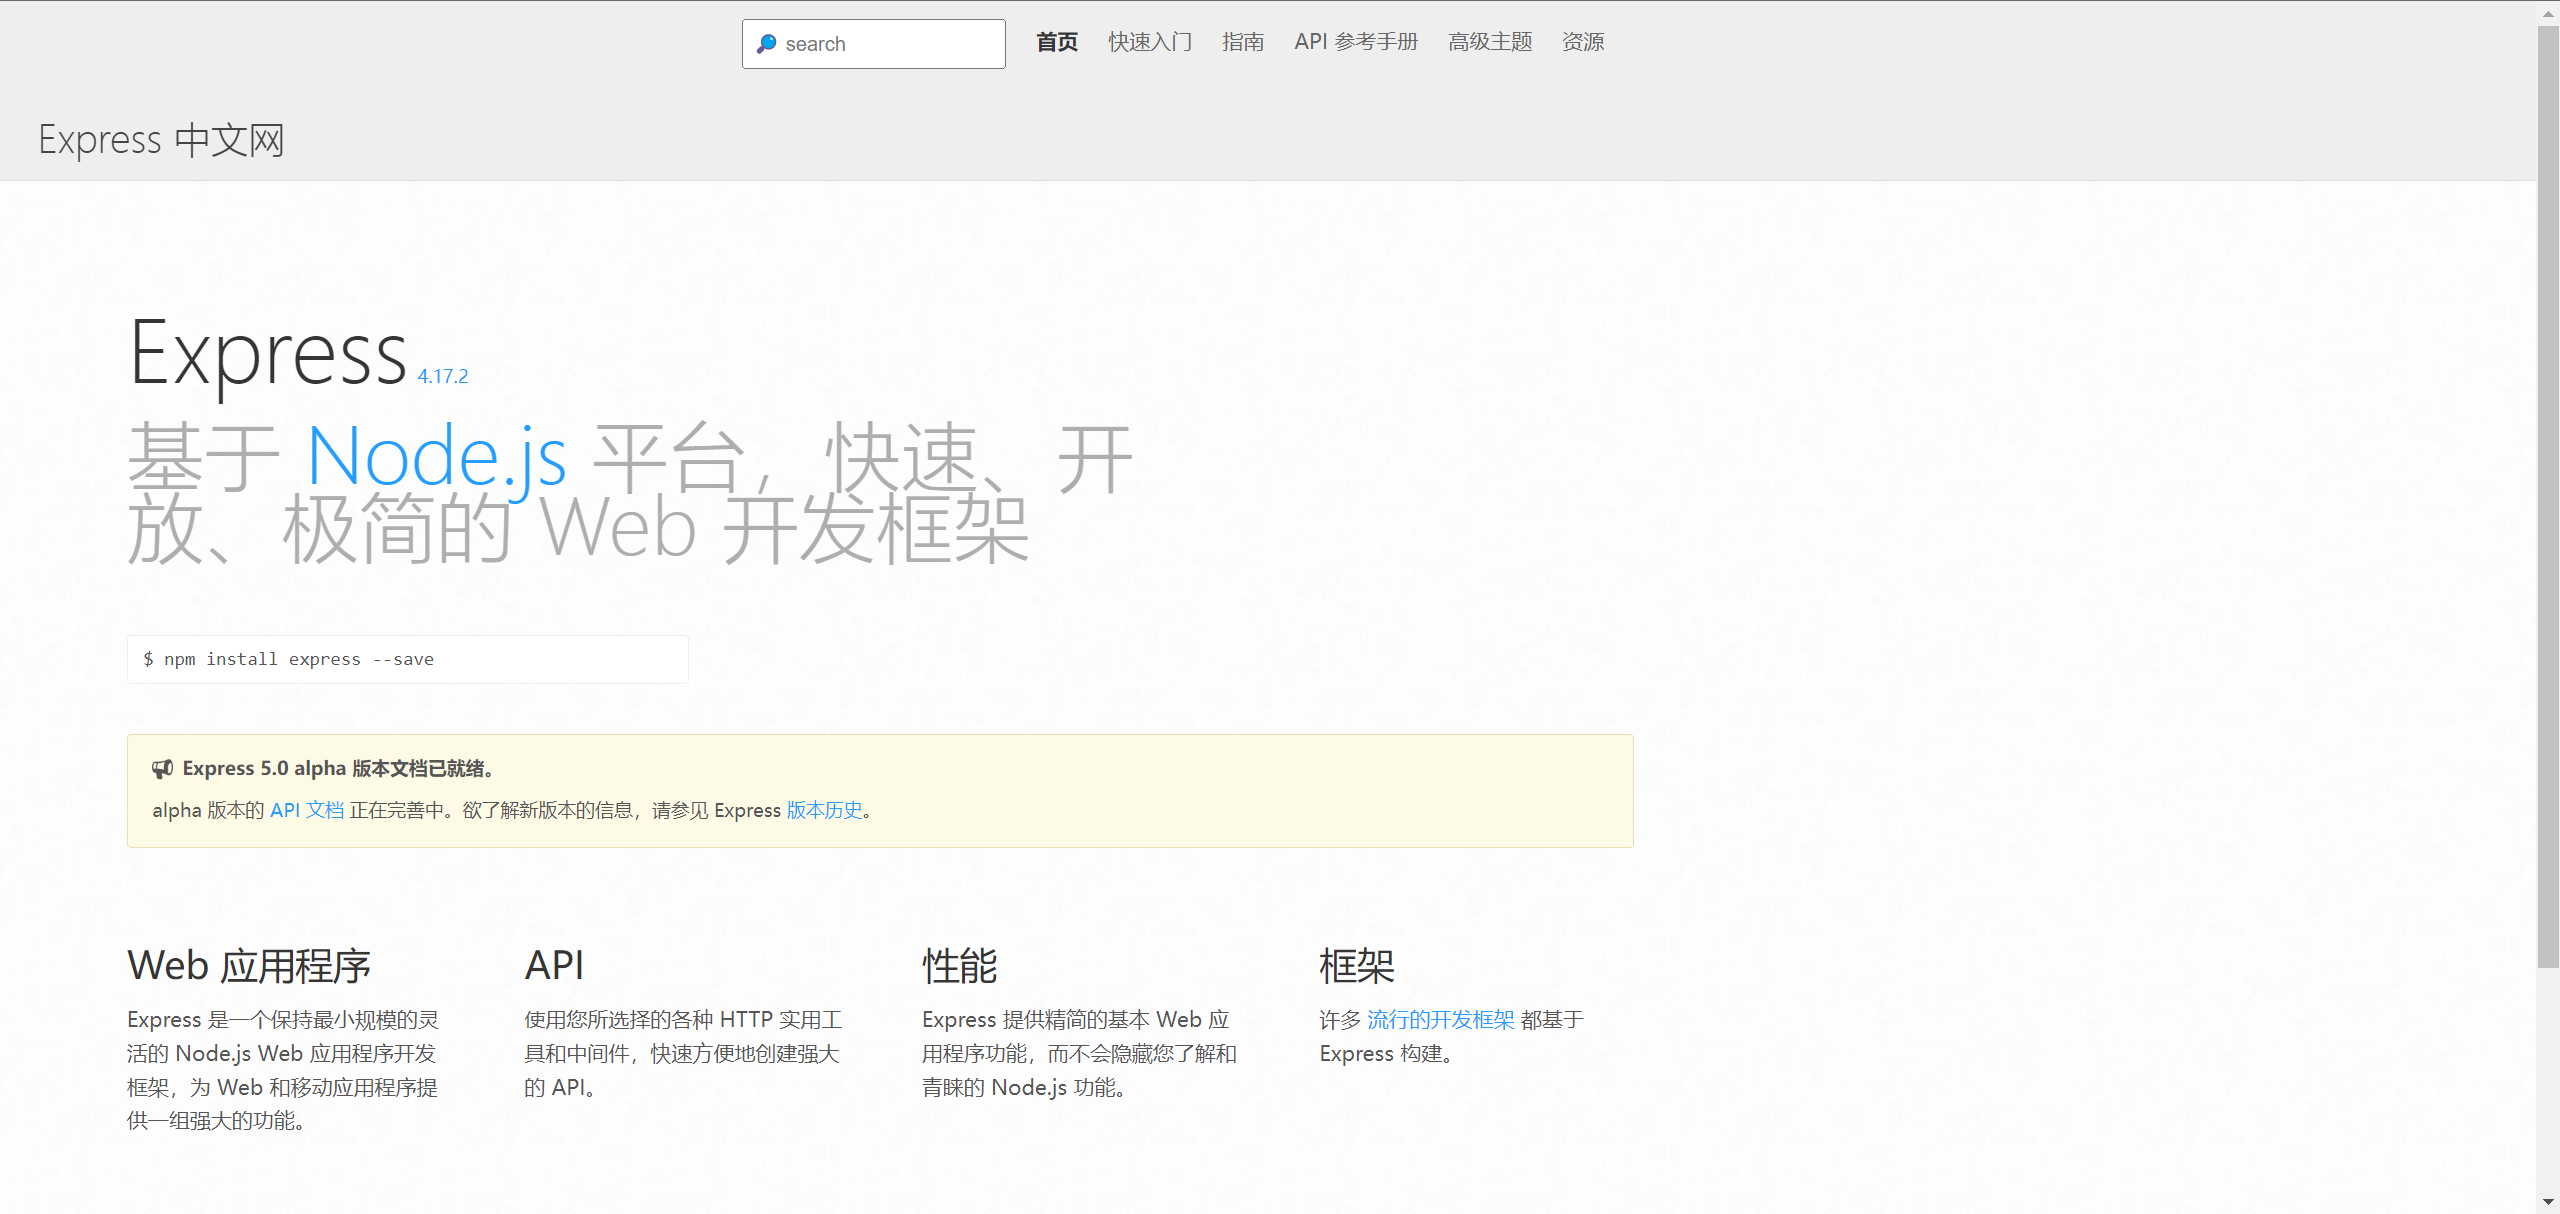 search
首页 快速入门 指南 API 参考手册 高级主题 资源
Express 中文网
Express 4.17.2
基于 Node.js 平台，快速、开
放、极简的 Web 开发框架
$ npm install express --save
Express 5.0 alpha 版本文档已就绪。
alpha 版本的 API 文档 正在完善中。欲了解新版本的信息，请参见 Express 版本历史。
Web 应用程序
Express 是一个保持最小规模的灵
活的 Node.js Web 应用程序开发
框架，为 Web 和移动应用程序提
供一组强大的功能。
API
使用您所选择的各种 HTTP 实用工
具和中间件，快速方便地创建强大
的 API。
性能
Express 提供精简的基本 Web 应
用程序功能，而不会隐藏您了解和
青睐的 Node.js 功能。
框架
许多 流行的开发框架 都基于
Express 构建。